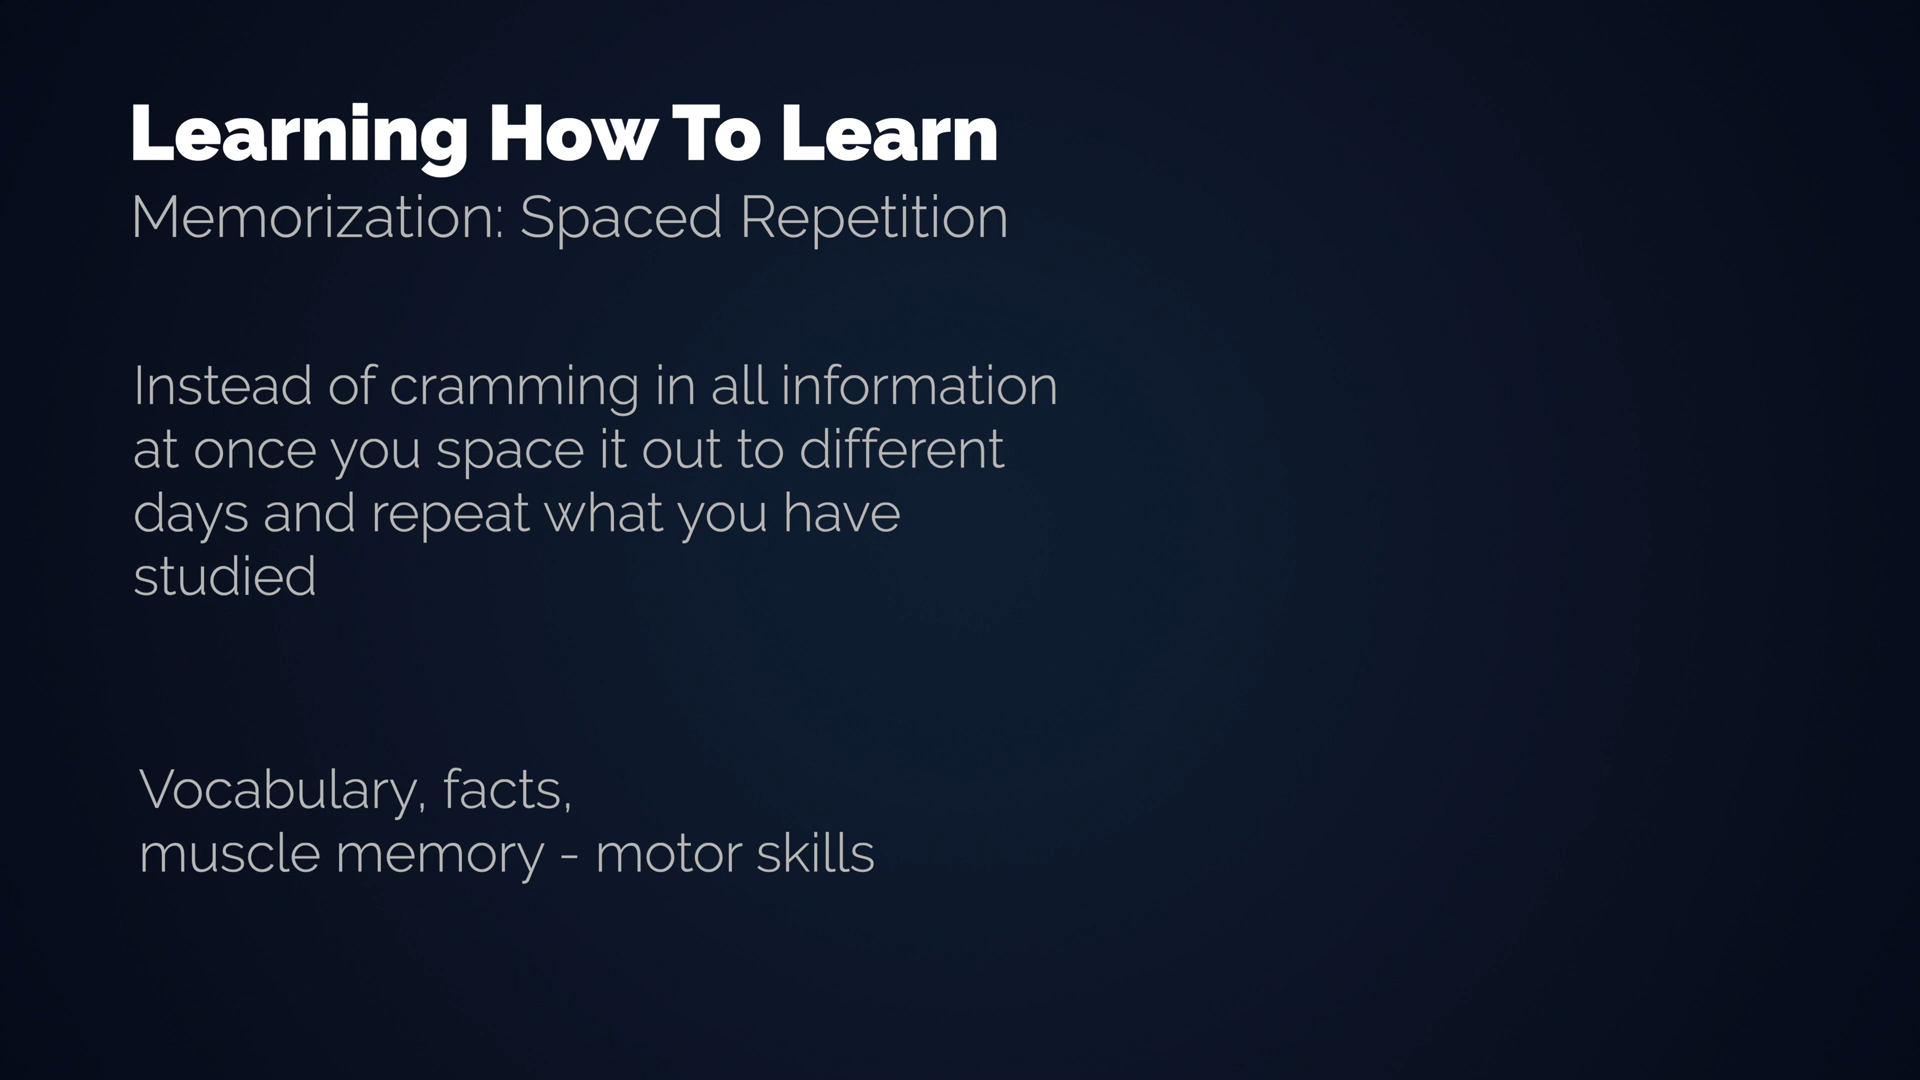 Learning How To Learn
Memorization: Spaced Repetition
Instead of cramming in all information
at once you space it out to different
days and repeat what you have
studied
Vocabulary, facts,
muscle memory - motor skills